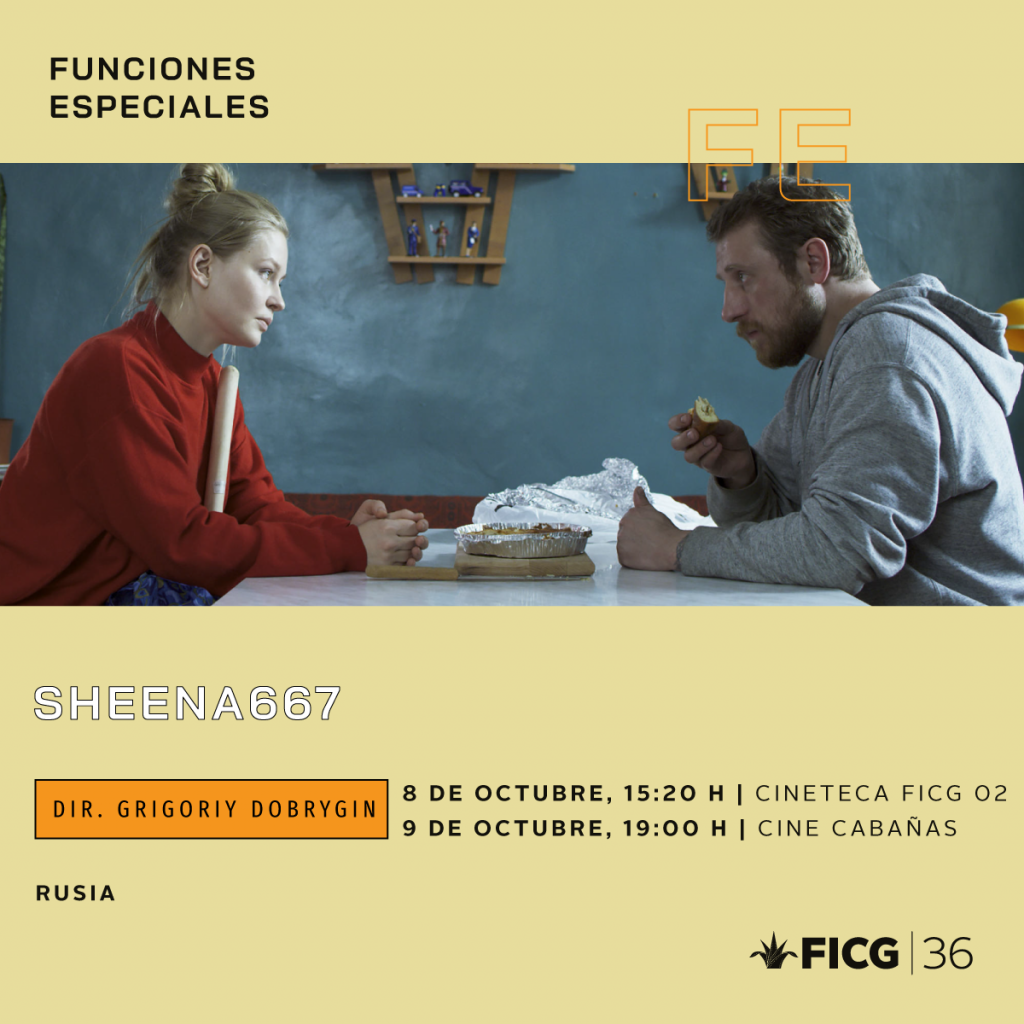 FUNCIONES
ESPECIALES
FE
SHEENA667
DIR. GRIGORIY DOBRYGIN
8 DE OCTUBRE, 15:20 H | CINETECA FICG 02
9 DE OCTUBRE, 19:00 H | CINE CABAÑAS
RUSIA
FICG | 36